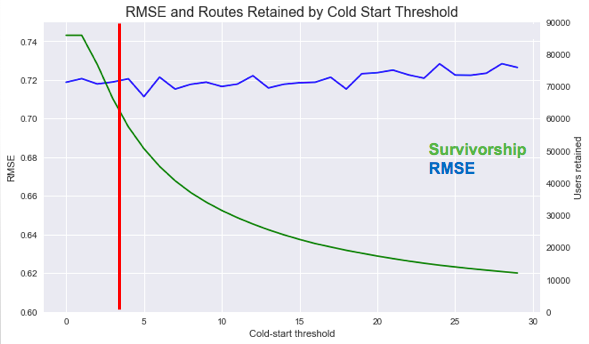 RMSE and Routes Retained by Cold Start Threshold
0.74
0.72
0.70
0.68
0.66
0.64
0.62
0.60
RMSE
90000
80000
70000
60000
50000
40000
30000
20000
10000
0
Users retained
Survivorship
RMSE
0 5 10 15 20 25 30
Cold-start threshold